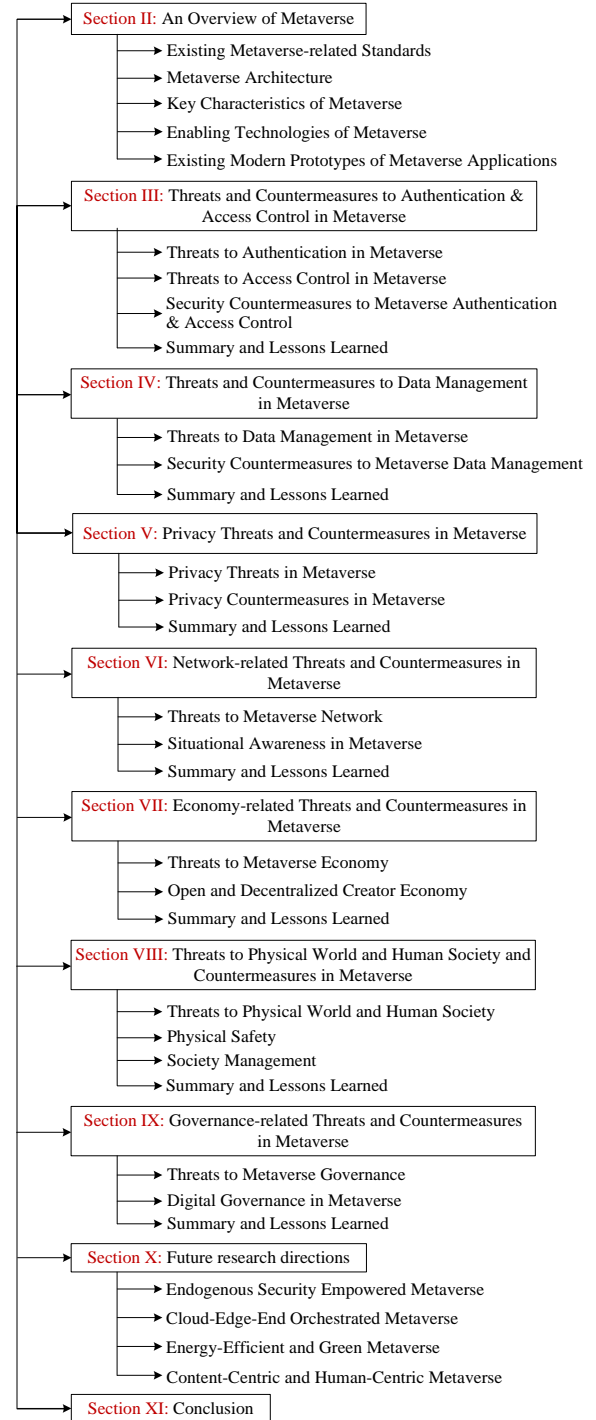 Section II: An Overview of Metaverse
Existing Metaverse-related Standards
Metaverse Architecture
Key Characteristics of Metaverse
Enabling Technologies of Metaverse
Existing Modern Prototypes of Metaverse Applications
Section III: Threats and Countermeasures to Authentication &
Access Control in Metaverse
Threats to Authentication in Metaverse
Threats to Access Control in Metaverse
Security Countermeasures to Metaverse Authentication
& Access Control
Summary and Lessons Learned
Section IV: Threats and Countermeasures to Data Management
in Metaverse
Threats to Data Management in Metaverse
Security Countermeasures to Metaverse Data Management
Summary and Lessons Learned
Section V: Privacy Threats and Countermeasures in Metaverse
Privacy Threats in Metaverse
Privacy Countermeasures in Metaverse
Summary and Lessons Learned
Section VI: Network-related Threats and Countermeasures in
Metaverse
Threats to Metaverse Network
Situational Awareness in Metaverse
Summary and Lessons Learned
Section VII: Economy-related Threats and Countermeasures in
Metaverse
Threats to Metaverse Economy
Open and Decentralized Creator Economy
Summary and Lessons Learned
Section VIII: Threats to Physical World and Human Society and
Countermeasures in Metaverse
Threats to Physical World and Human Society
Physical Safety
Society Management
Summary and Lessons Learned
Section IX: Governance-related Threats and Countermeasures
in Metaverse
Threats to Metaverse Governance
Digital Governance in Metaverse
Summary and Lessons Learned
Section X: Future research directions
Endogenous Security Empowered Metaverse
Cloud-Edge-End Orchestrated Metaverse
Energy-Efficient and Green Metaverse
Content-Centric and Human-Centric Metaverse
Section XI: Conclusion